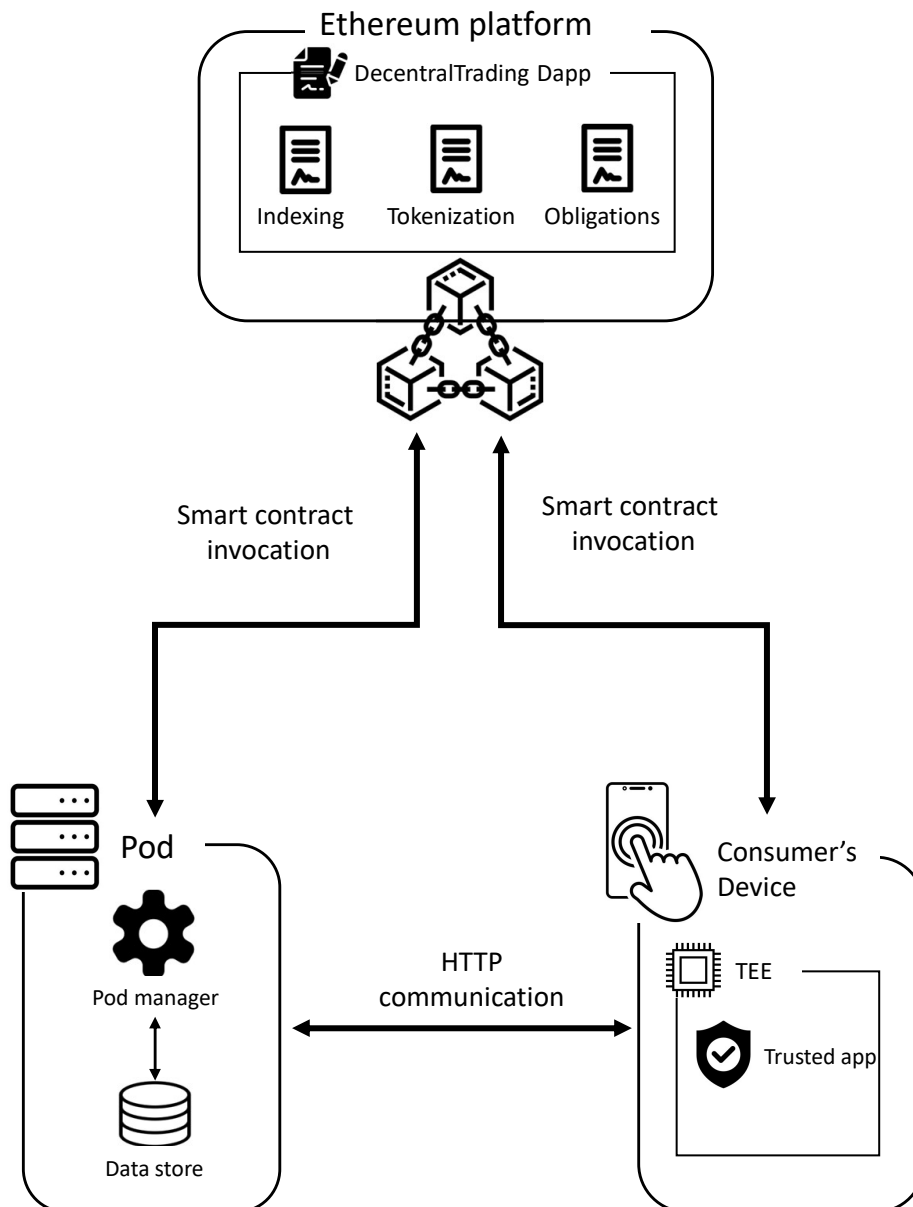 Ethereum platform
DecentralTrading Dapp
Indexing
Tokenization
Obligations
Smart contract
invocation
Smart contract
invocation
Pod
Pod manager
Data store
HTTP
communication
Consumer’s
Device
TEE
Trusted app